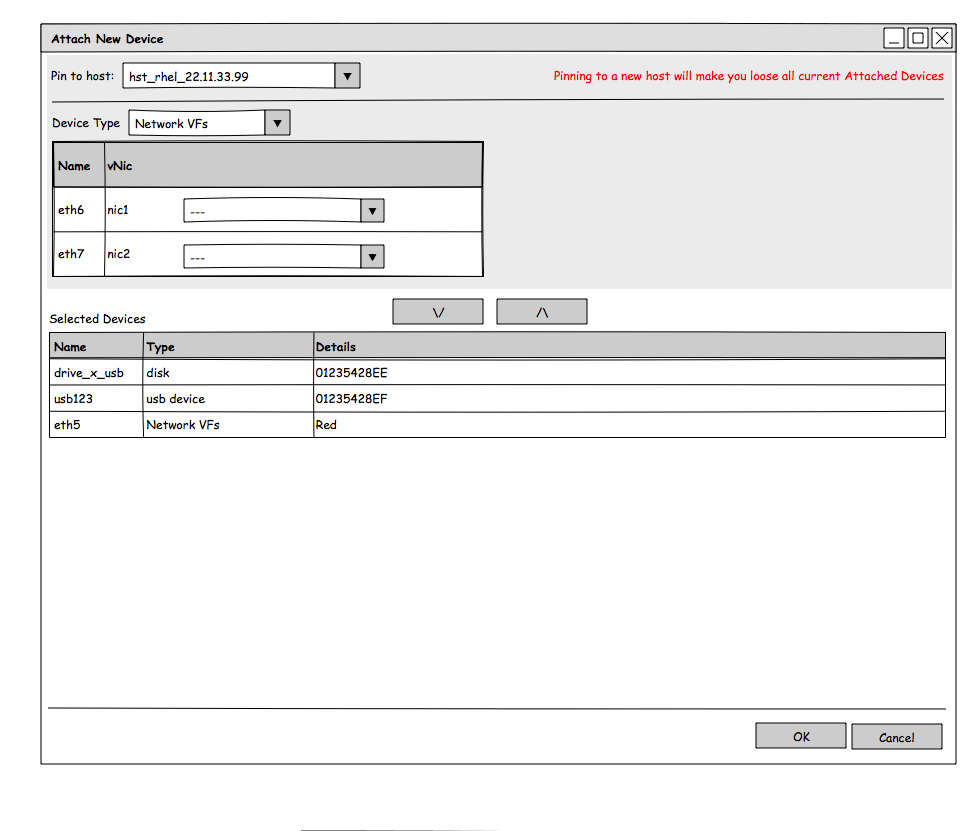 Attach New Device
Pin to host: hst_rhel_22.11.33.99 ▼ Pinning to a new host will make you loose all current Attached Devices
Device Type Network VFs ▼
Name vNic
eth6 nic1 --- ▼
eth7 nic2 --- ▼
Selected Devices \/ /\
Name Type Details
drive_x_usb disk 01235428EE
usb123 usb device 01235428EF
eth5 Network VFs Red
OK Cancel